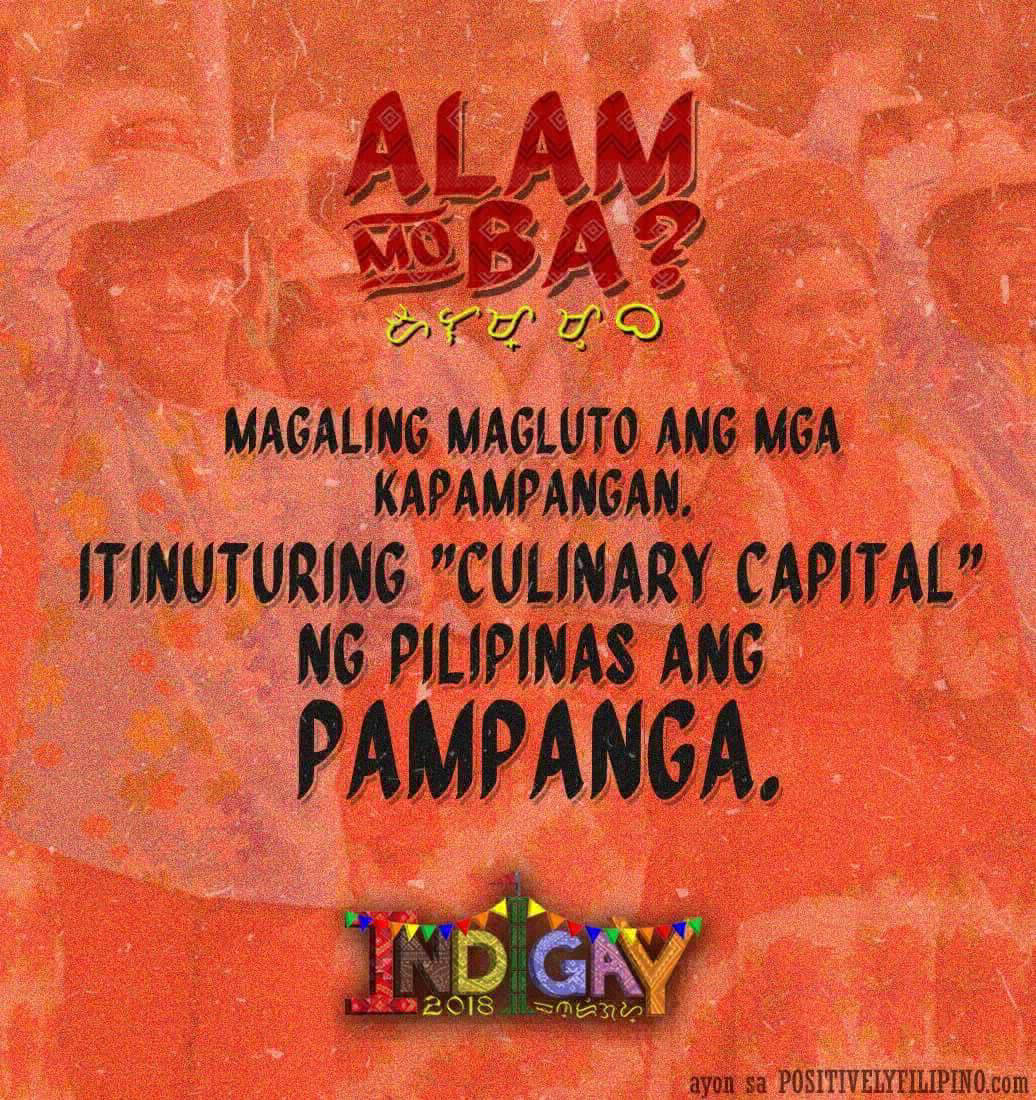 ALAM
MO BA?
ᜀᜎᜋ᜔ ᜋᜓ ᜊ
MAGALING MAGLUTO ANG MGA
KAPAMPANGAN.
ITINUTURING "CULINARY CAPITAL"
NG PILIPINAS ANG
PAMPANGA.
INDIGAY
2018
ayon sa POSITIVELYFILIPINO.com